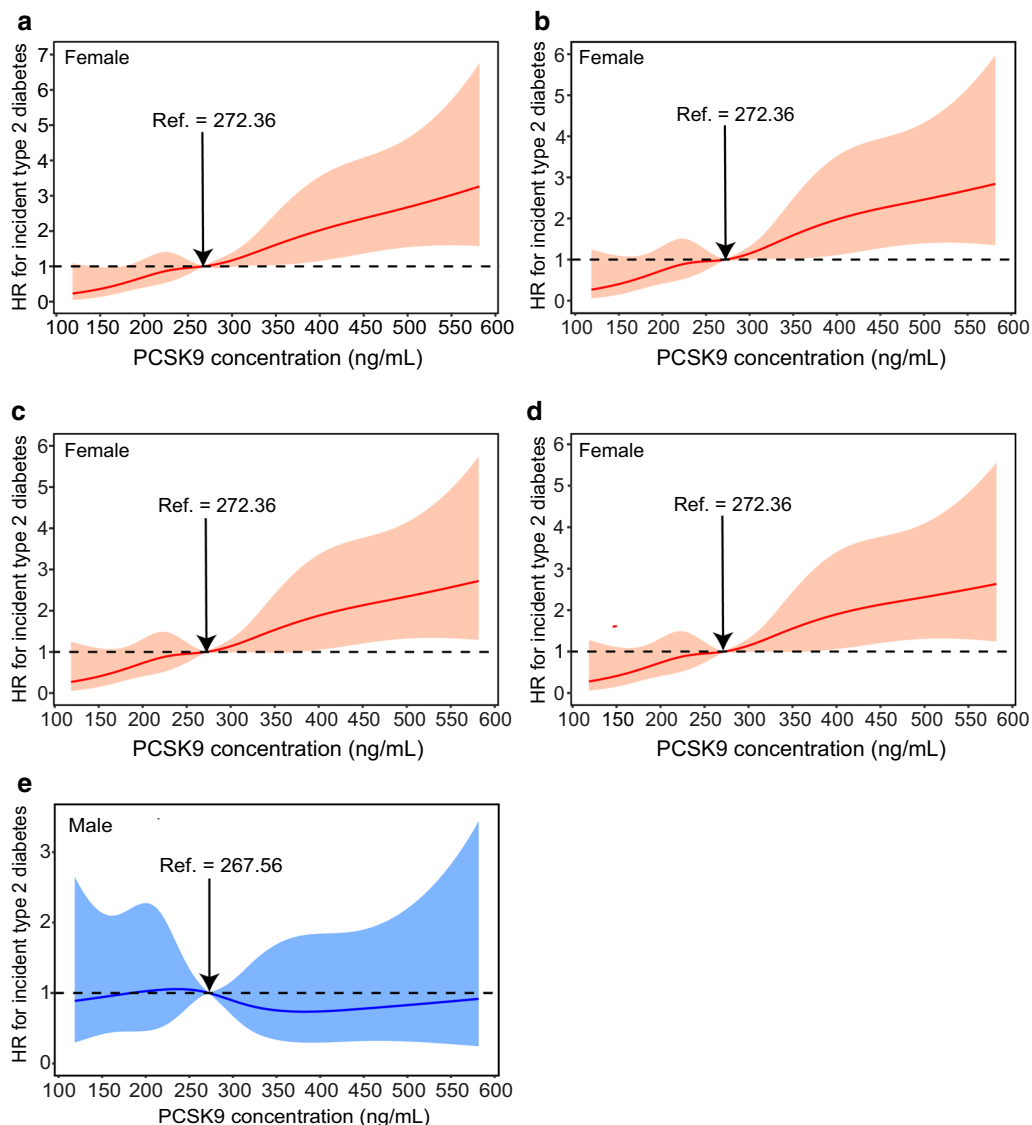 a
Female
Ref. = 272.36
HR for incident type 2 diabetes
7
6
5
4
3
2
1
0
100 150 200 250 300 350 400 450 500 550 600
PCSK9 concentration (ng/mL)
b
Female
Ref. = 272.36
HR for incident type 2 diabetes
6
5
4
3
2
1
0
100 150 200 250 300 350 400 450 500 550 600
PCSK9 concentration (ng/mL)
c
Female
Ref. = 272.36
HR for incident type 2 diabetes
6
5
4
3
2
1
0
100 150 200 250 300 350 400 450 500 550 600
PCSK9 concentration (ng/mL)
d
Female
Ref. = 272.36
HR for incident type 2 diabetes
6
5
4
3
2
1
0
100 150 200 250 300 350 400 450 500 550 600
PCSK9 concentration (ng/mL)
e
Male
Ref. = 267.56
HR for incident type 2 diabetes
3
2
1
0
100 150 200 250 300 350 400 450 500 550 600
PCSK9 concentration (ng/mL)